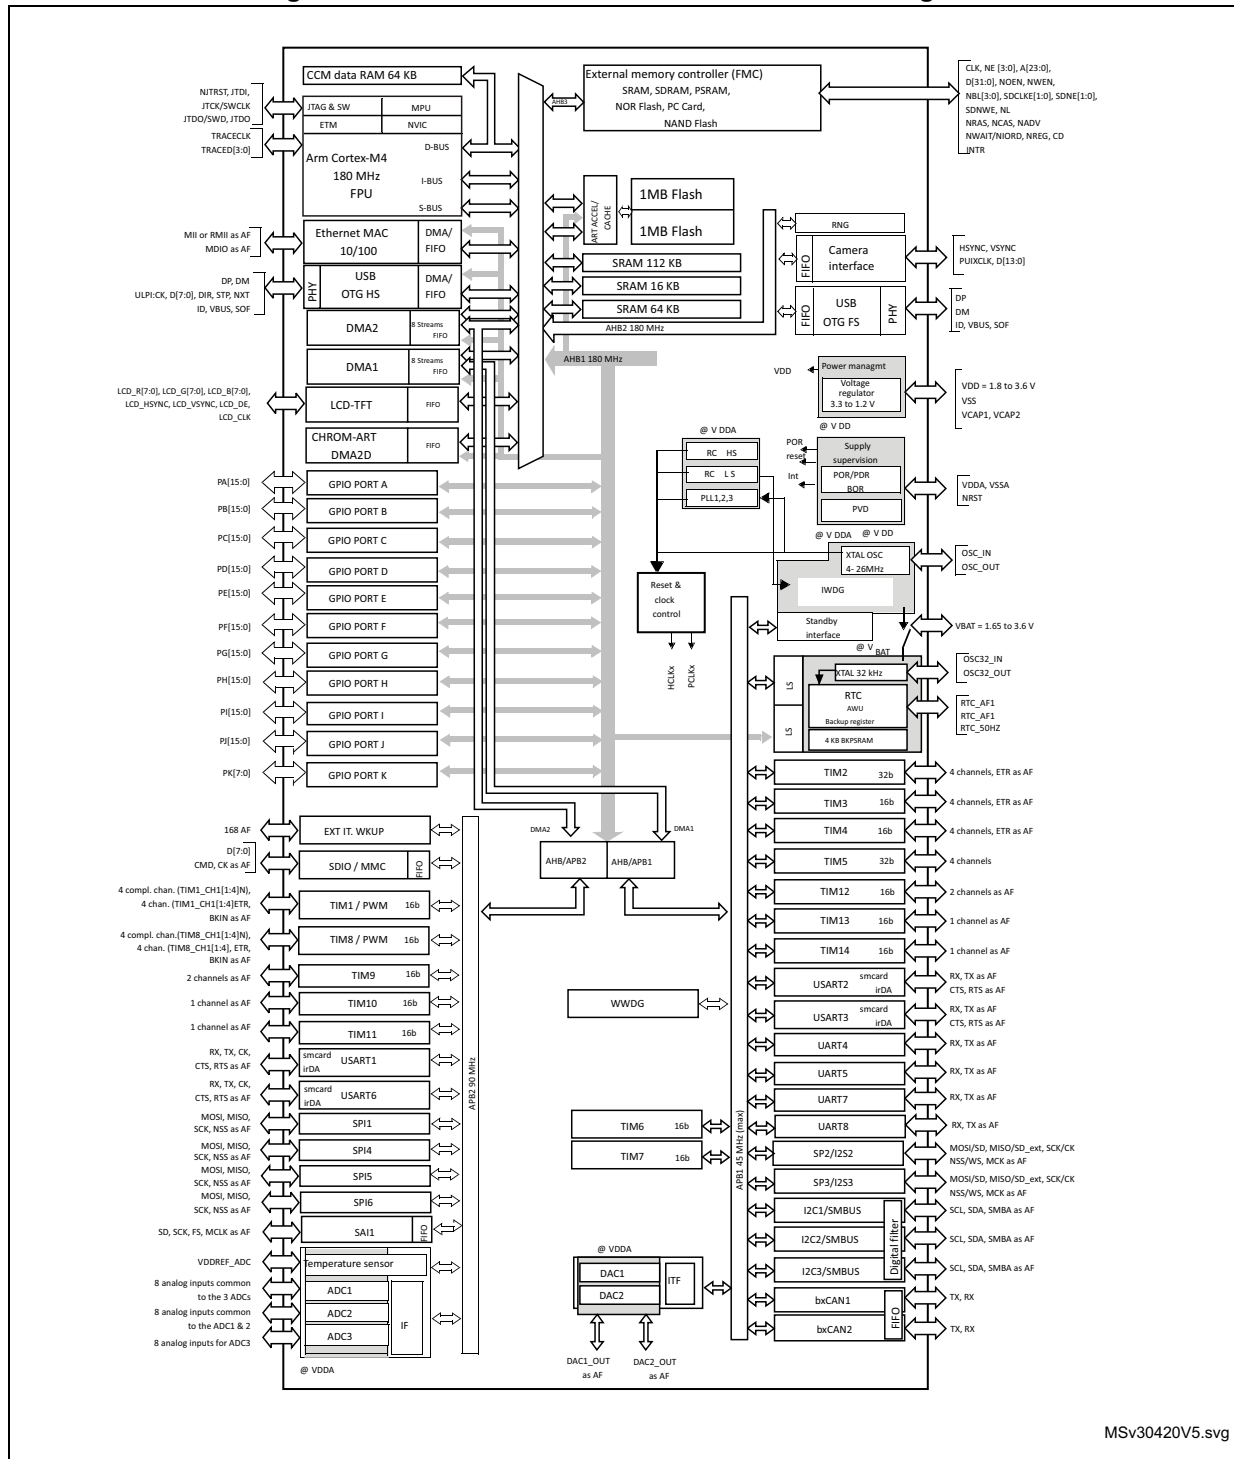 CCM data RAM 64 KB
External memory controller (FMC)
SRAM, SDRAM, PSRAM,
NOR Flash, PC Card,
NAND Flash
AHB3
CLK, NE [3:0], A[23:0],
D[31:0], NOEN, NWEN,
NBL[3:0], SDCLKE[1:0], SDNE[1:0],
SDNWE, NL
NRAS, NCAS, NADV
NWAIT/NIORD, NREG, CD
INTR
NJTRST, JTDI,
JTCK/SWCLK
JTDO/SWD, JTDO
JTAG & SW
MPU
ETM
NVIC
TRACECLK
TRACED[3:0]
Arm Cortex-M4
180 MHz
FPU
D-BUS
I-BUS
S-BUS
ART ACCEL/
CACHE
1MB Flash
1MB Flash
SRAM 112 KB
SRAM 16 KB
SRAM 64 KB
AHB2 180 MHz
AHB1 180 MHz
RNG
FIFO
Camera
interface
HSYNC, VSYNC
PUIXCLK, D[13:0]
FIFO
USB
OTG FS
PHY
DP
DM
ID, VBUS, SOF
MII or RMII as AF
MDIO as AF
Ethernet MAC
10/100
DMA/
FIFO
DP, DM
ULPI:CK, D[7:0], DIR, STP, NXT
ID, VBUS, SOF
PHY
USB
OTG HS
DMA/
FIFO
DMA2
8 Streams
FIFO
DMA1
8 Streams
FIFO
LCD_R[7:0], LCD_G[7:0], LCD_B[7:0],
LCD_HSYNC, LCD_VSYNC, LCD_DE,
LCD_CLK
LCD-TFT
FIFO
CHROM-ART
DMA2D
FIFO
VDD
Power managmt
Voltage
regulator
3.3 to 1.2 V
VDD = 1.8 to 3.6 V
VSS
VCAP1, VCAP2
@ V DD
@ V DDA
RC HS
RC L S
PLL1,2,3
POR
reset
Int
Supply
supervision
POR/PDR
BOR
PVD
VDDA, VSSA
NRST
@ V DDA
@ V DD
XTAL OSC
4- 26MHz
OSC_IN
OSC_OUT
IWDG
Reset &
clock
control
HCLKx
PCLKx
Standby
interface
VBAT = 1.65 to 3.6 V
@ V BAT
LS
LS
XTAL 32 kHz
OSC32_IN
OSC32_OUT
RTC
AWU
Backup register
4 KB BKPSRAM
RTC_AF1
RTC_AF1
RTC_50HZ
PA[15:0]
GPIO PORT A
PB[15:0]
GPIO PORT B
PC[15:0]
GPIO PORT C
PD[15:0]
GPIO PORT D
PE[15:0]
GPIO PORT E
PF[15:0]
GPIO PORT F
PG[15:0]
GPIO PORT G
PH[15:0]
GPIO PORT H
PI[15:0]
GPIO PORT I
PJ[15:0]
GPIO PORT J
PK[7:0]
GPIO PORT K
DMA2
DMA1
AHB/APB2
AHB/APB1
168 AF
EXT IT. WKUP
D[7:0]
CMD, CK as AF
SDIO / MMC
FIFO
4 compl. chan. (TIM1_CH1[1:4]N),
4 chan. (TIM1_CH1[1:4]ETR,
BKIN as AF
TIM1 / PWM
16b
4 compl. chan.(TIM8_CH1[1:4]N),
4 chan. (TIM8_CH1[1:4], ETR,
BKIN as AF
TIM8 / PWM
16b
2 channels as AF
TIM9
16b
1 channel as AF
TIM10
16b
1 channel as AF
TIM11
16b
RX, TX, CK,
CTS, RTS as AF
smcard
irDA
USART1
RX, TX, CK,
CTS, RTS as AF
smcard
irDA
USART6
MOSI, MISO,
SCK, NSS as AF
SPI1
MOSI, MISO,
SCK, NSS as AF
SPI4
MOSI, MISO,
SCK, NSS as AF
SPI5
MOSI, MISO,
SCK, NSS as AF
SPI6
SD, SCK, FS, MCLK as AF
SAI1
FIFO
VDDREF_ADC
Temperature sensor
8 analog inputs common
to the 3 ADCs
ADC1
8 analog inputs common
to the ADC1 & 2
ADC2
8 analog inputs for ADC3
ADC3
IF
@ VDDA
APB2 90 MHz
WWDG
TIM6
16b
TIM7
16b
@ VDDA
DAC1
DAC2
ITF
DAC1_OUT
as AF
DAC2_OUT
as AF
APB1 45 MHz (max)
TIM2
32b
4 channels, ETR as AF
TIM3
16b
4 channels, ETR as AF
TIM4
16b
4 channels, ETR as AF
TIM5
32b
4 channels
TIM12
16b
2 channels as AF
TIM13
16b
1 channel as AF
TIM14
16b
1 channel as AF
USART2
smcard
irDA
RX, TX as AF
CTS, RTS as AF
USART3
smcard
irDA
RX, TX as AF
CTS, RTS as AF
UART4
RX, TX as AF
UART5
RX, TX as AF
UART7
RX, TX as AF
UART8
RX, TX as AF
SP2/I2S2
MOSI/SD, MISO/SD_ext, SCK/CK
NSS/WS, MCK as AF
SP3/I2S3
MOSI/SD, MISO/SD_ext, SCK/CK
NSS/WS, MCK as AF
I2C1/SMBUS
SCL, SDA, SMBA as AF
I2C2/SMBUS
SCL, SDA, SMBA as AF
I2C3/SMBUS
SCL, SDA, SMBA as AF
Digital filter
bxCAN1
TX, RX
bxCAN2
TX, RX
FIFO
MSv30420V5.svg